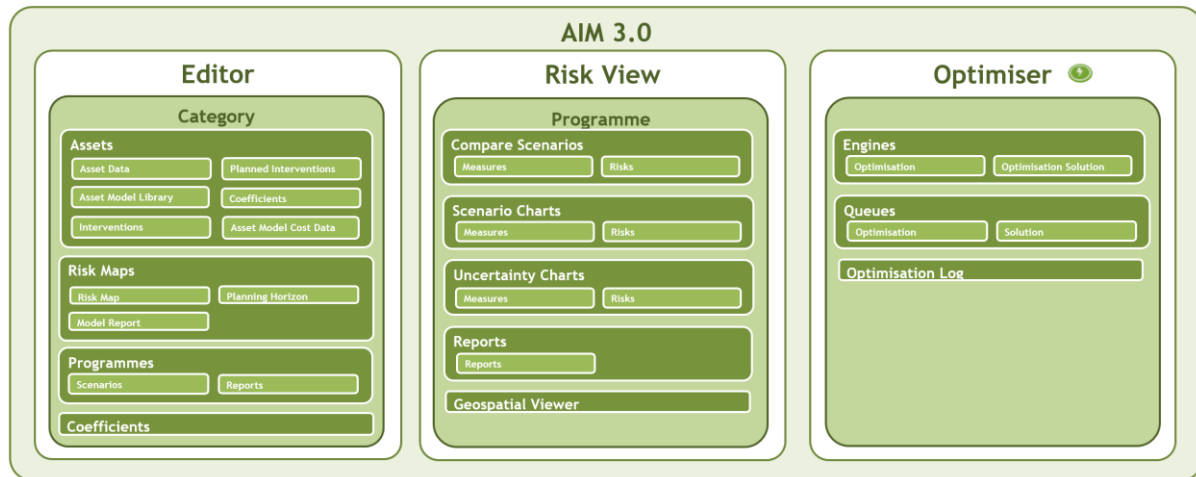 AIM 3.0
Editor
Category
Assets
Asset Data
Planned Interventions
Asset Model Library
Coefficients
Interventions
Asset Model Cost Data
Risk Maps
Risk Map
Planning Horizon
Model Report
Programmes
Scenarios
Reports
Coefficients
Risk View
Programme
Compare Scenarios
Measures
Risks
Scenario Charts
Measures
Risks
Uncertainty Charts
Measures
Risks
Reports
Reports
Geospatial Viewer
Optimiser
Engines
Optimisation
Optimisation Solution
Queues
Optimisation
Solution
Optimisation Log